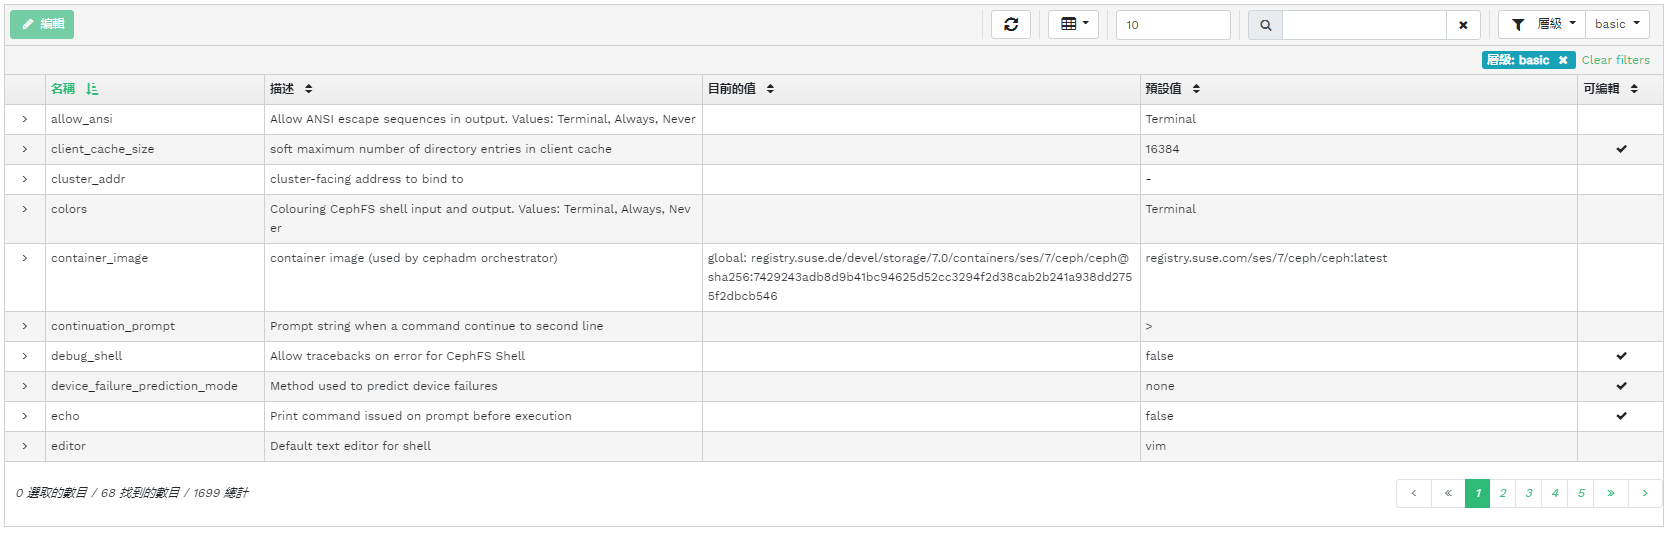 編輯
10
層級
basic
層級: basic
Clear filters
名稱
描述
目前的值
預設值
可編輯
allow_ansi
Allow ANSI escape sequences in output. Values: Terminal, Always, Never
Terminal
client_cache_size
soft maximum number of directory entries in client cache
16384
cluster_addr
cluster-facing address to bind to
-
colors
Colouring CephFS shell input and output. Values: Terminal, Always, Nev
er
Terminal
container_image
container image (used by cephadm orchestrator)
global: registry.suse.de/devel/storage/7.0/containers/ses/7/ceph/ceph@
sha256:7429243adb8d9b41bc94625d52cc3294f2d38cab2b241a938dd275
5f2dbcb546
registry.suse.com/ses/7/ceph/ceph:latest
continuation_prompt
Prompt string when a command continue to second line
>
debug_shell
Allow tracebacks on error for CephFS Shell
false
device_failure_prediction_mode
Method used to predict device failures
none
echo
Print command issued on prompt before execution
false
editor
Default text editor for shell
vim
0 選取的數目 / 68 找到的數目 / 1699 總計
‹ « 1 2 3 4 5 » ›